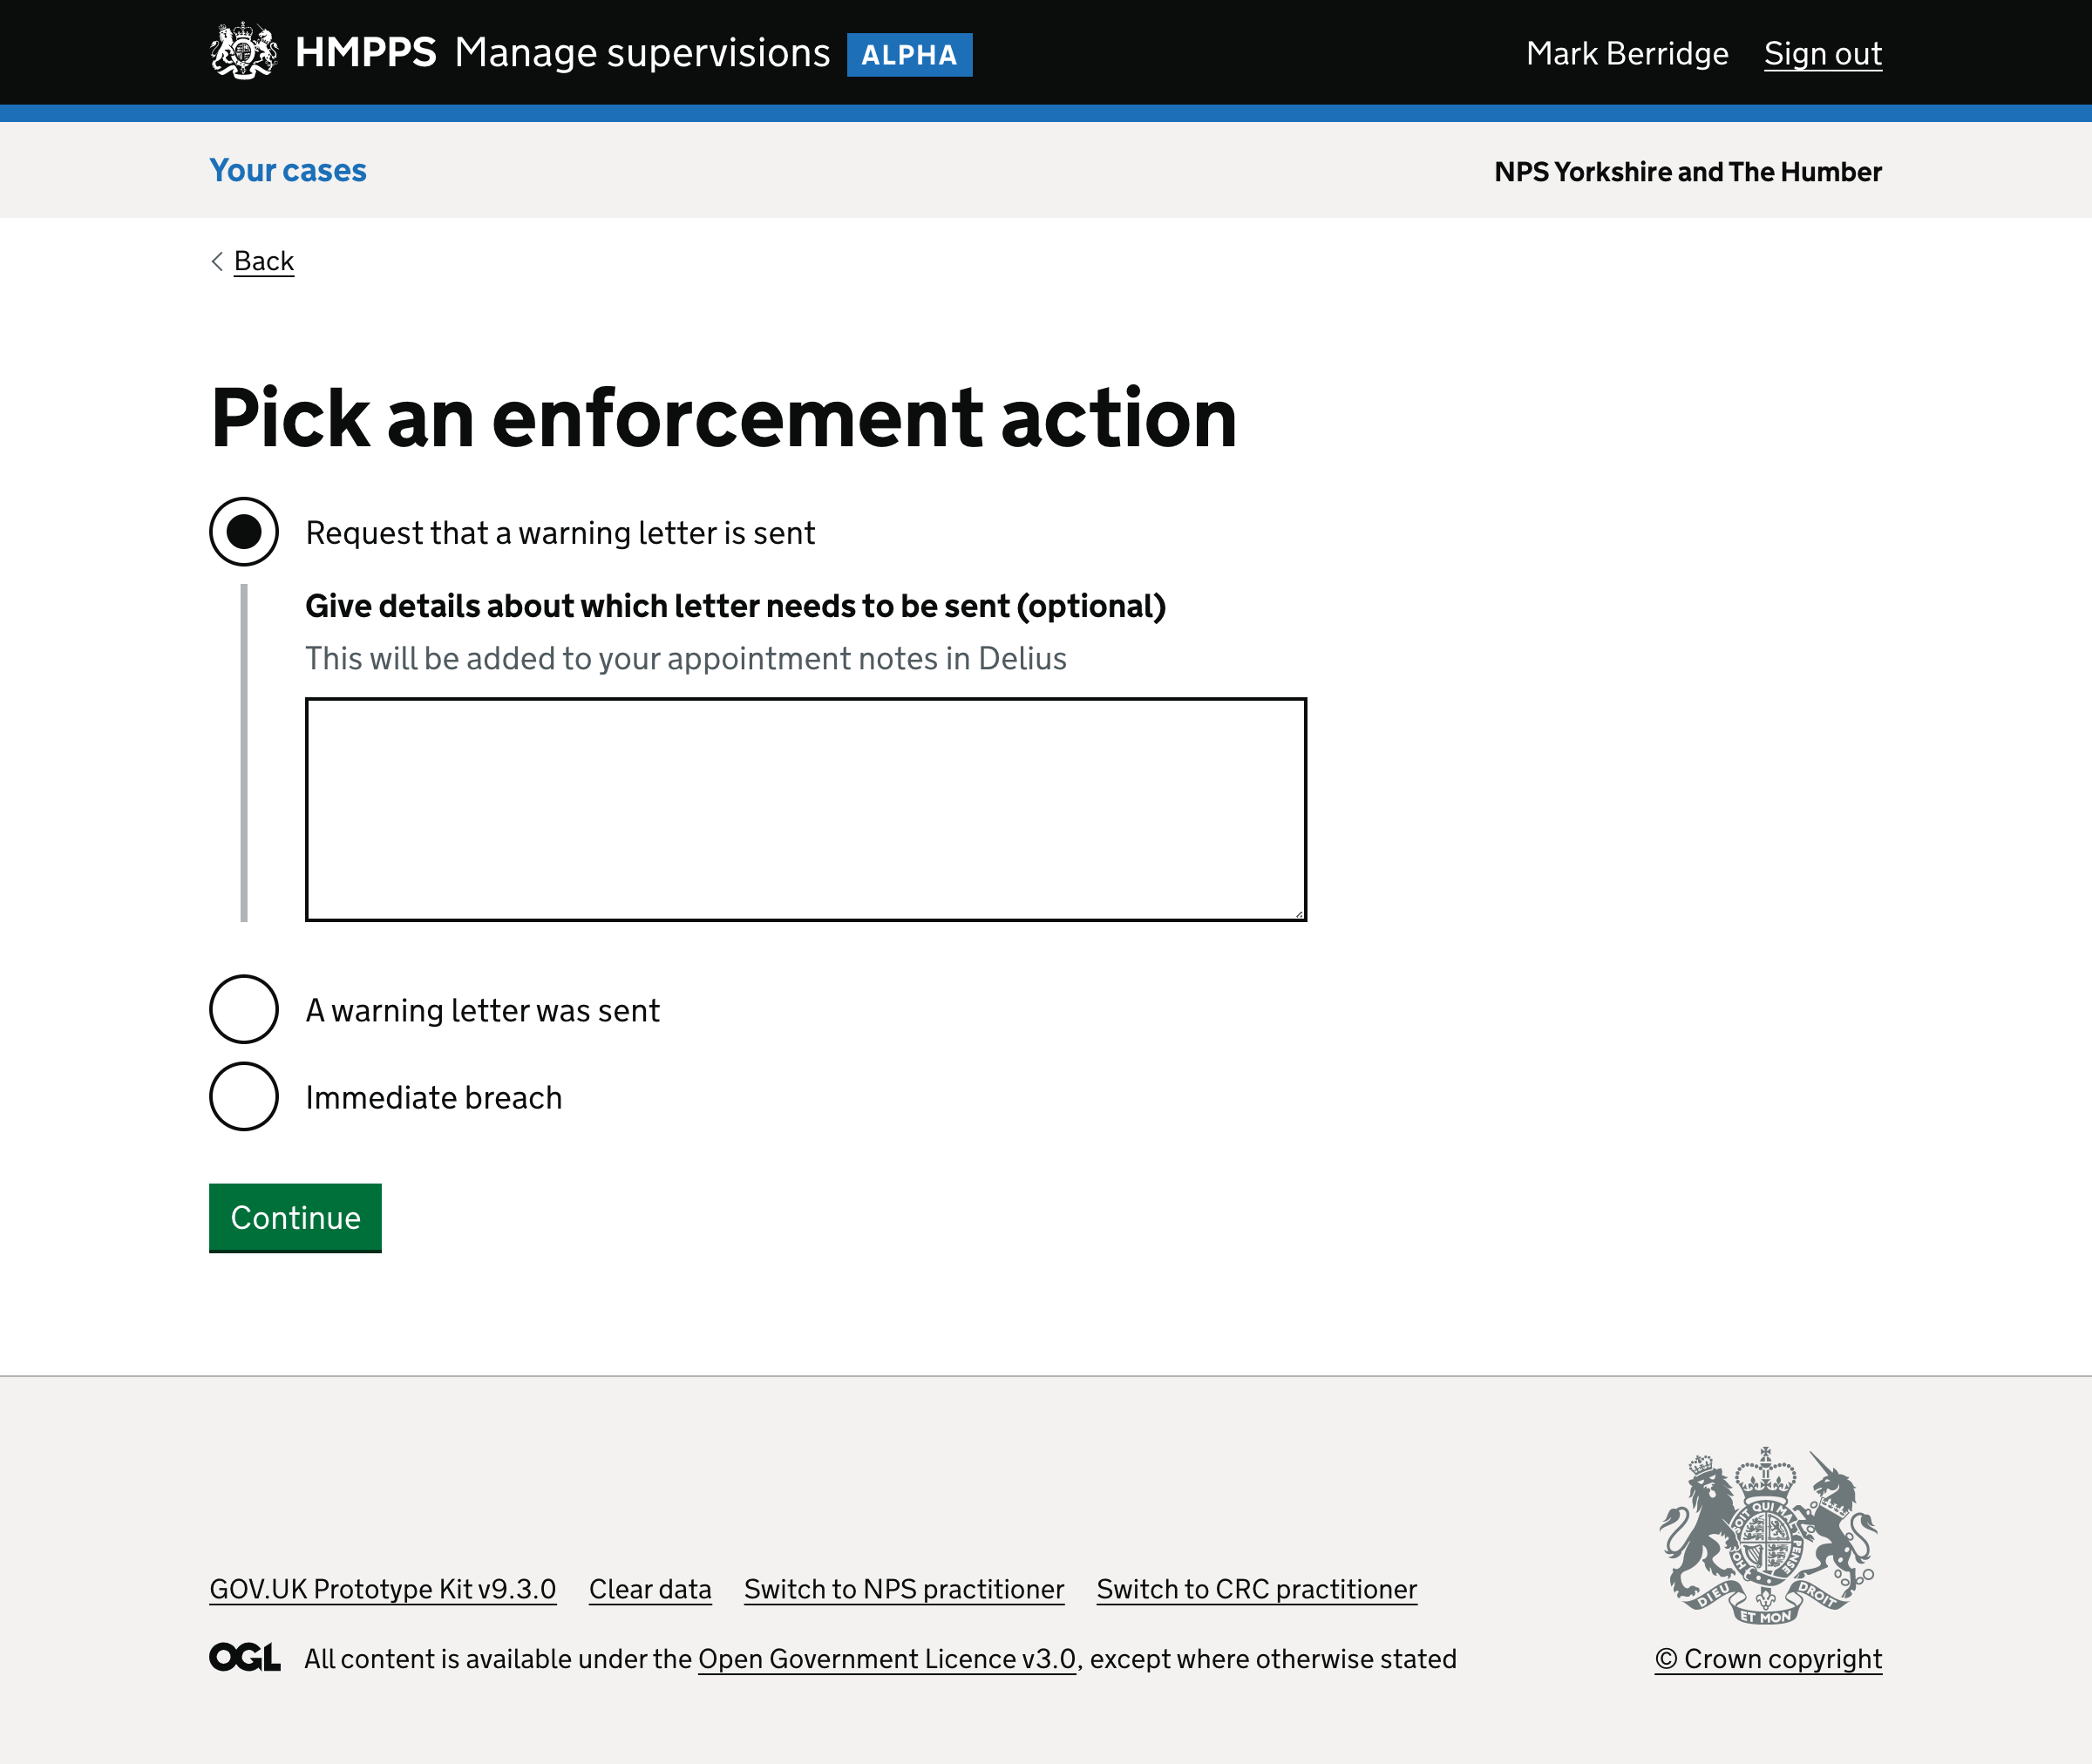 HMPPS Manage supervisions ALPHA
Mark Berridge Sign out
Your cases
NPS Yorkshire and The Humber
Back
Pick an enforcement action
Request that a warning letter is sent
Give details about which letter needs to be sent (optional)
This will be added to your appointment notes in Delius
A warning letter was sent
Immediate breach
Continue
GOV.UK Prototype Kit v9.3.0 Clear data Switch to NPS practitioner Switch to CRC practitioner
OGL All content is available under the Open Government Licence v3.0, except where otherwise stated
DIEU ET MON DROIT
© Crown copyright